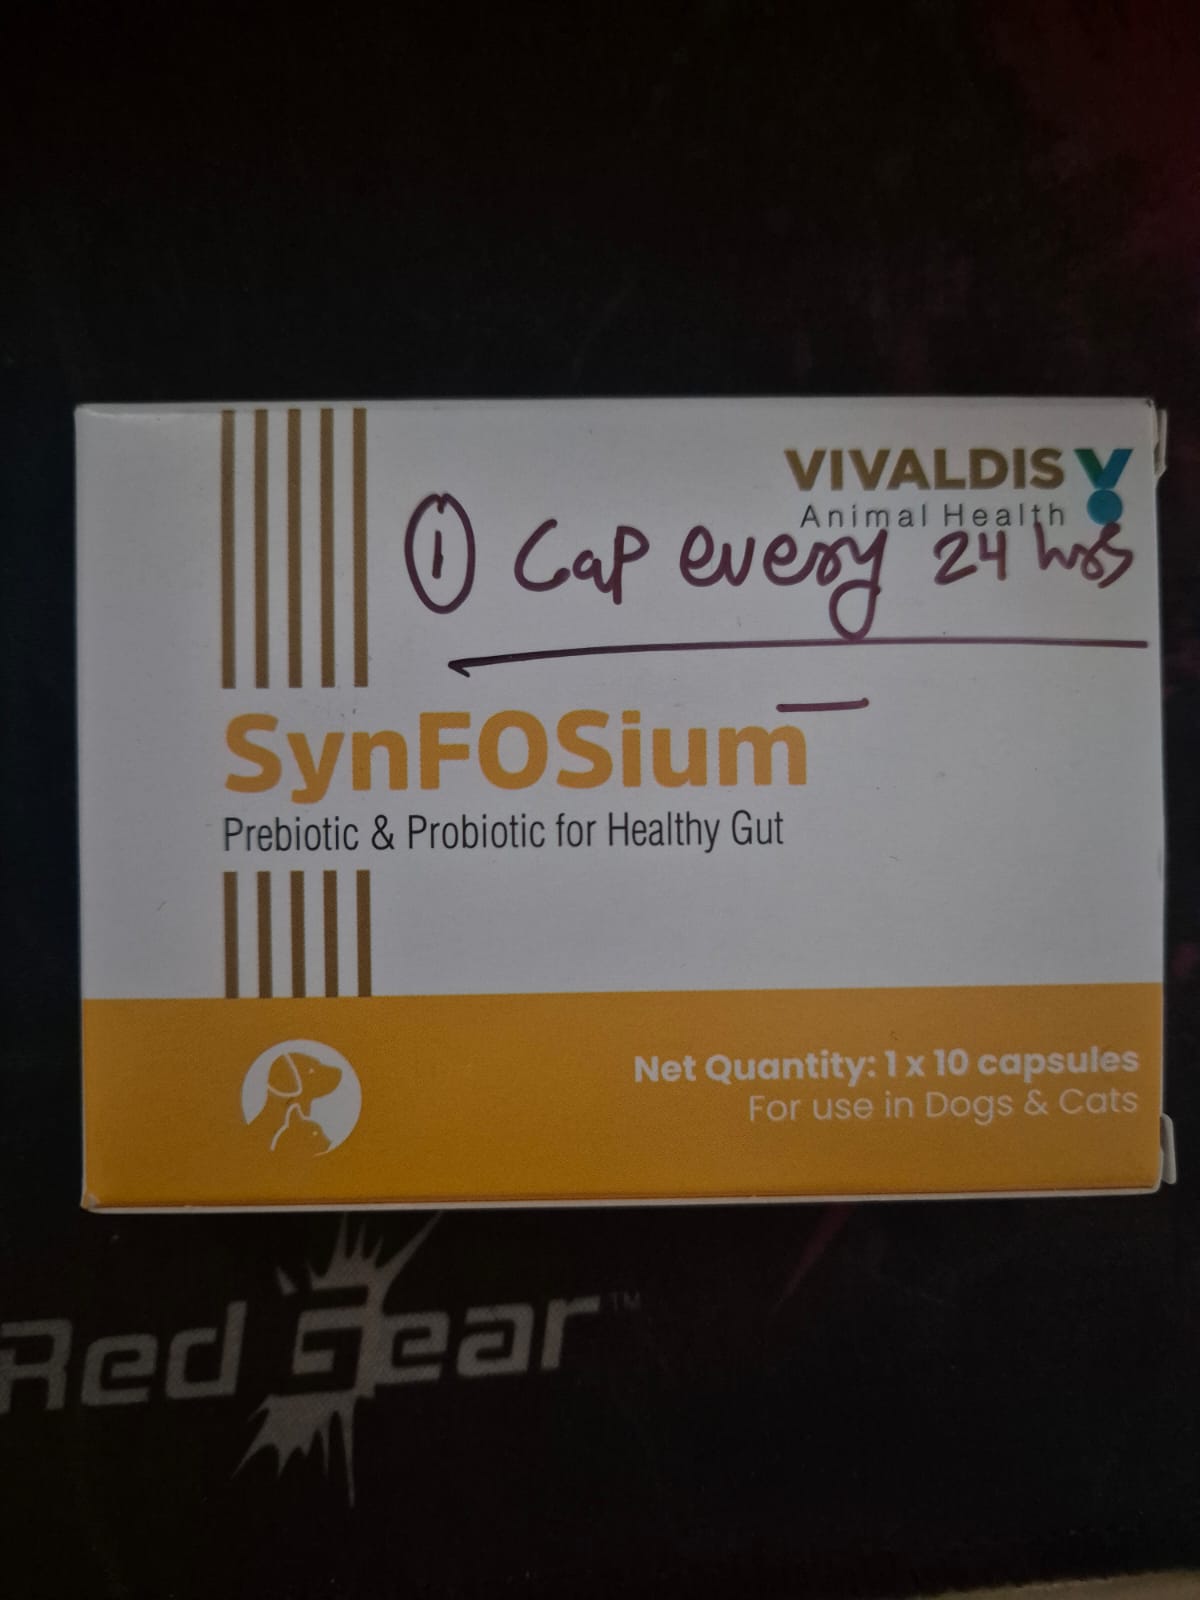 VIVALDIS
Animal Health
① Cap every 24 hrs
SynFOSium
Prebiotic & Probiotic for Healthy Gut
Net Quantity: 1 x 10 capsules
For use in Dogs & Cats
Red Gear™